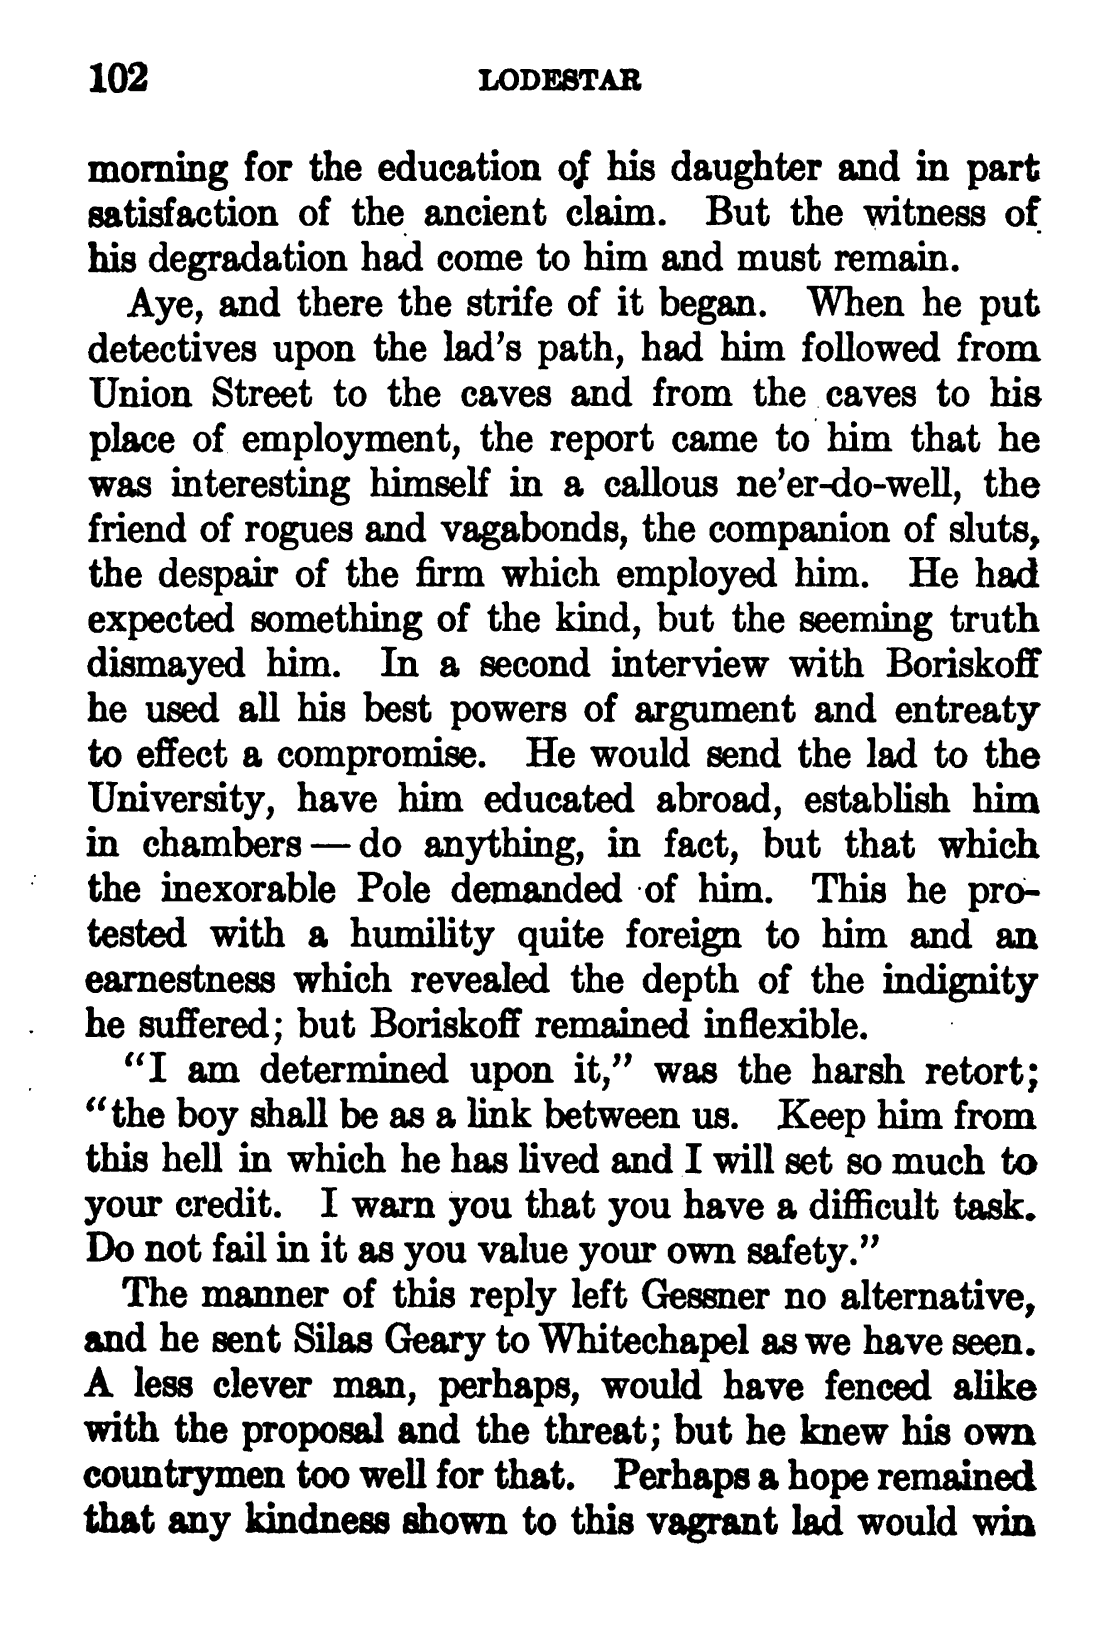 102 LODESTAR
morning for the education of his daughter and in part
satisfaction of the ancient claim. But the witness of
his degradation had come to him and must remain.
Aye, and there the strife of it began. When he put
detectives upon the lad's path, had him followed from
Union Street to the caves and from the caves to his
place of employment, the report came to him that he
was interesting himself in a callous ne'er-do-well, the
friend of rogues and vagabonds, the companion of sluts,
the despair of the firm which employed him. He had
expected something of the kind, but the seeming truth
dismayed him. In a second interview with Boriskoff
he used all his best powers of argument and entreaty
to effect a compromise. He would send the lad to the
University, have him educated abroad, establish him
in chambers — do anything, in fact, but that which
the inexorable Pole demanded of him. This he pro-
tested with a humility quite foreign to him and an
earnestness which revealed the depth of the indignity
he suffered; but Boriskoff remained inflexible.
"I am determined upon it," was the harsh retort;
"the boy shall be as a link between us. Keep him from
this hell in which he has lived and I will set so much to
your credit. I warn you that you have a difficult task.
Do not fail in it as you value your own safety."
The manner of this reply left Gessner no alternative,
and he sent Silas Geary to Whitechapel as we have seen.
A less clever man, perhaps, would have fenced alike
with the proposal and the threat; but he knew his own
countrymen too well for that. Perhaps a hope remained
that any kindness shown to this vagrant lad would win